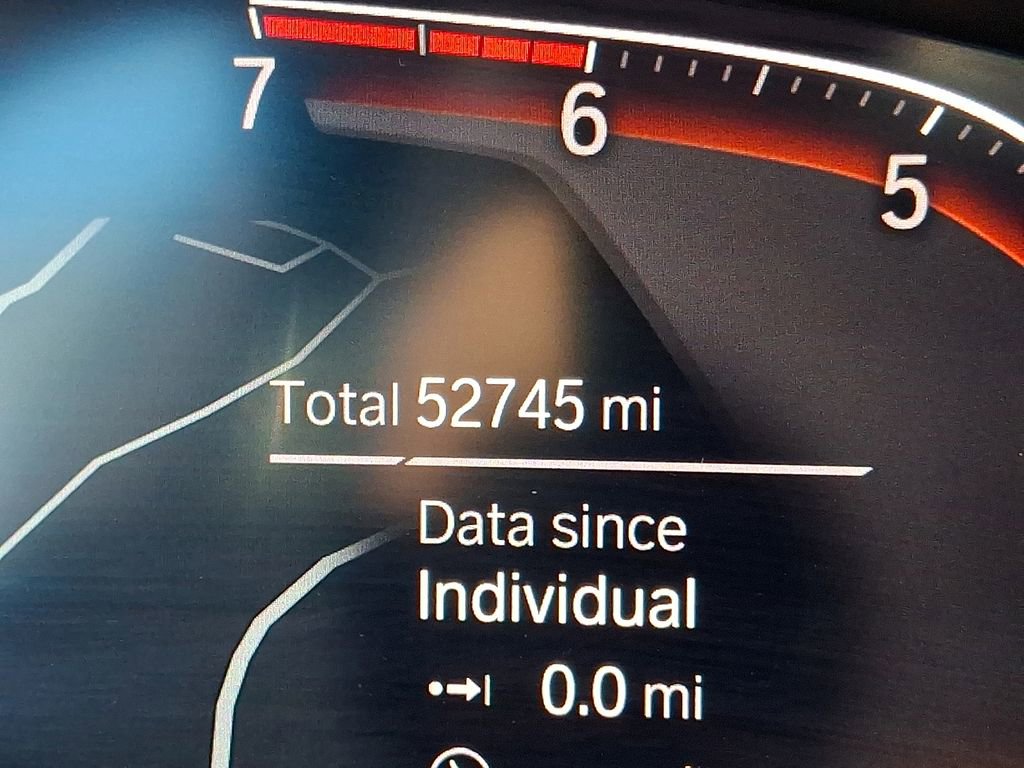 7
6
5
Total 52745 mi
Data since
Individual
0.0 mi